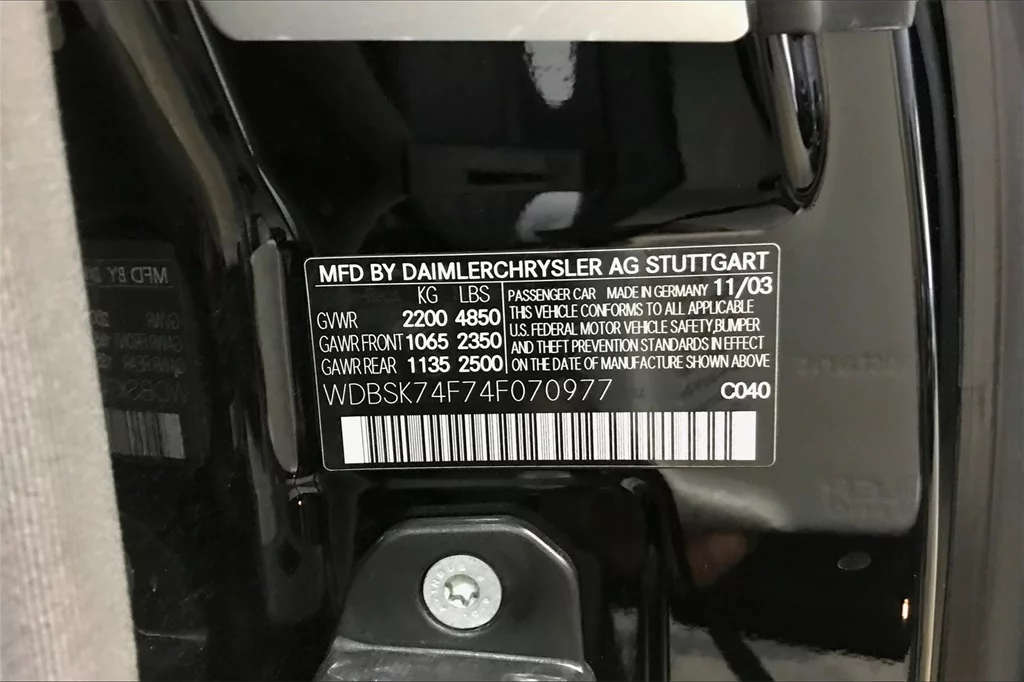 MFD BY DAIMLERCHRYSLER AG STUTTGART
KG LBS
GVWR 2200 4850
GAWR FRONT 1065 2350
GAWR REAR 1135 2500
PASSENGER CAR MADE IN GERMANY 11/03
THIS VEHICLE CONFORMS TO ALL APPLICABLE
U.S. FEDERAL MOTOR VEHICLE SAFETY, BUMPER
AND THEFT PREVENTION STANDARDS IN EFFECT
ON THE DATE OF MANUFACTURE SHOWN ABOVE
WDBSK74F74F070977 C040